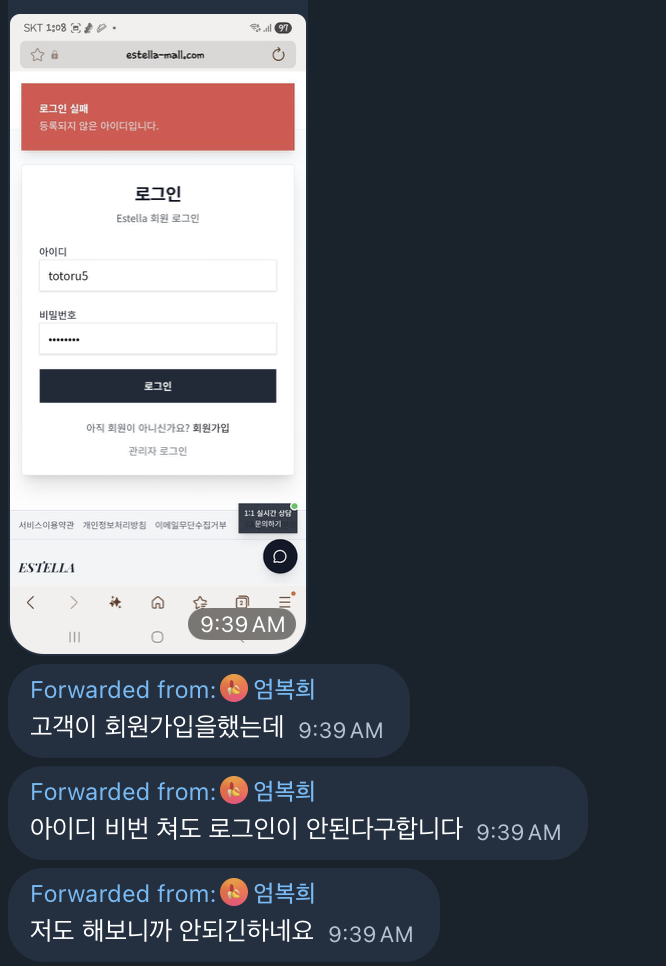 SKT 1:08
97
estella-mall.com
로그인 실패
등록되지 않은 아이디입니다.
로그인
Estella 회원 로그인
아이디
totoru5
비밀번호
••••••••
로그인
아직 회원이 아니신가요? 회원가입
관리자 로그인
1:1 실시간 상담
문의하기
서비스이용약관 개인정보처리방침 이메일무단수집거부
ESTELLA
2
9:39 AM
Forwarded from: 엄복희
고객이 회원가입을했는데 9:39 AM
Forwarded from: 엄복희
아이디 비번 쳐도 로그인이 안된다구합니다 9:39 AM
Forwarded from: 엄복희
저도 해보니까 안되긴하네요 9:39 AM